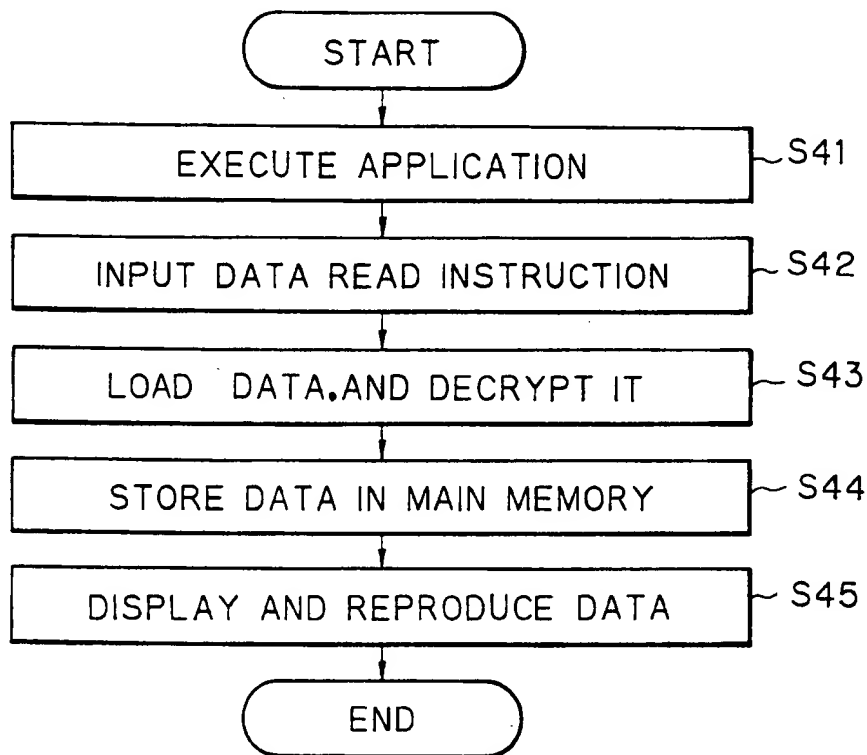 START
EXECUTE APPLICATION S41
INPUT DATA READ INSTRUCTION S42
LOAD DATA.AND DECRYPT IT S43
STORE DATA IN MAIN MEMORY S44
DISPLAY AND REPRODUCE DATA S45
END